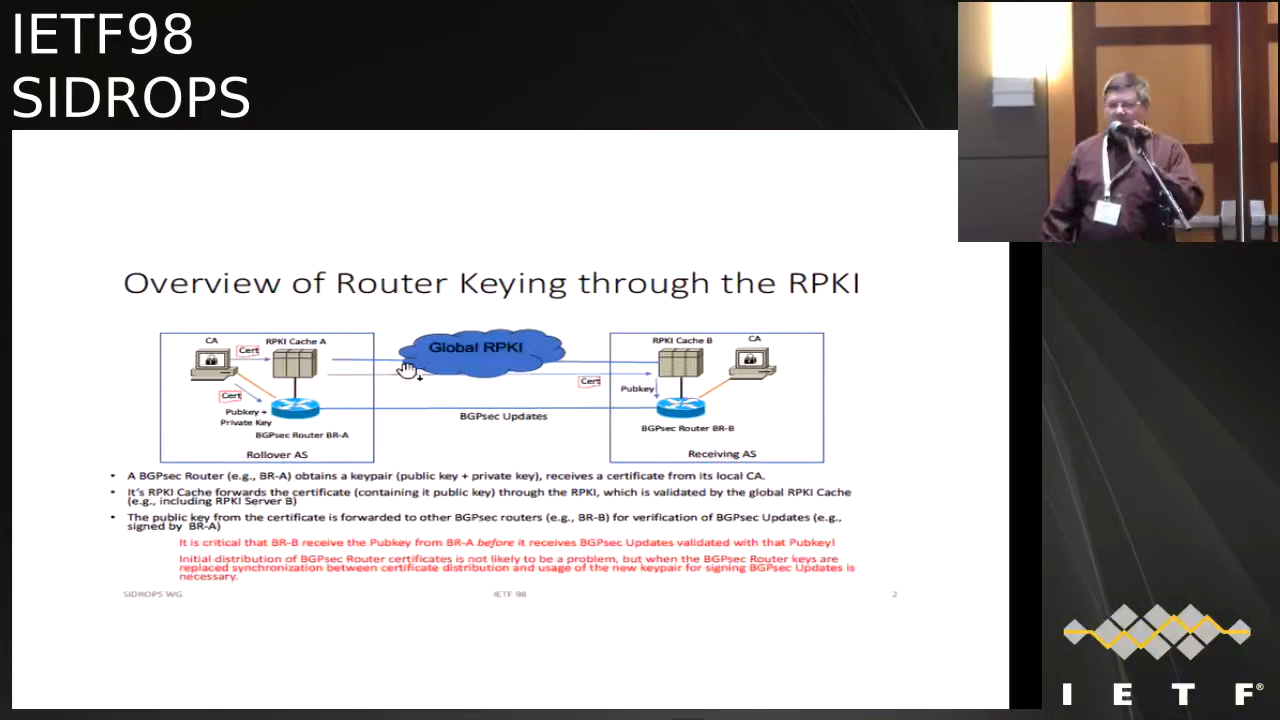 IETF98
SIDROPS
Overview of Router Keying through the RPKI
CA
RPKI Cache A
Cert
Cert
Pubkey +
Private Key
BGPsec Router BR-A
Rollover AS
Global RPKI
BGPsec Updates
RPKI Cache B
CA
Cert
Pubkey
BGPsec Router BR-B
Receiving AS
• A BGPsec Router (e.g., BR-A) obtains a keypair (public key + private key), receives a certificate from its local CA.
• It's RPKI Cache forwards the certificate (containing it public key) through the RPKI, which is validated by the global RPKI Cache
(e.g., including RPKI Server B)
• The public key from the certificate is forwarded to other BGPsec routers (e.g., BR-B) for verification of BGPsec Updates (e.g.,
signed by BR-A)
It is critical that BR-B receive the Pubkey from BR-A before it receives BGPsec Updates validated with that Pubkey!
Initial distribution of BGPsec Router certificates is not likely to be a problem, but when the BGPsec Router keys are
replaced synchronization between certificate distribution and usage of the new keypair for signing BGPsec Updates is
necessary.
SIDROPS WG
IETF 98
2
I E T F®